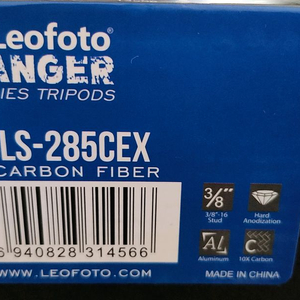 Leofoto®
ANGER
IES TRIPODS
LS-285CEX
CARBON FIBER
3/8"
3/8"-16
Stud
Hard
Anodization
6 940828 314566
AL
Aluminum
C
10X Carbon
WWW.LEOFOTO.COM
MADE IN CHINA